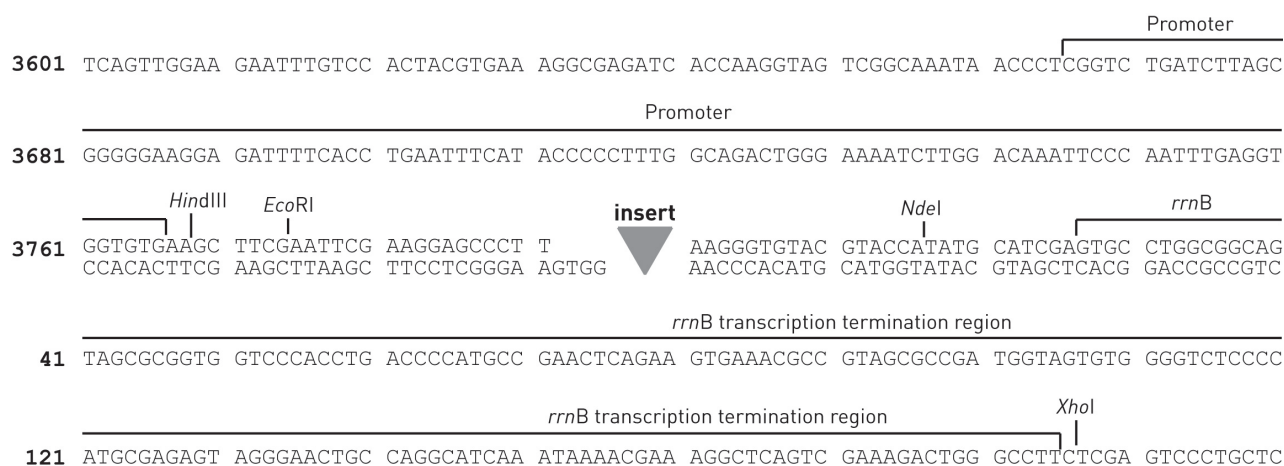 Promoter
3601 TCAGTTGGAA GAATTTGTCC ACTACGTGAA AGGCGAGATC ACCAAGGTAG TCGGCAAATA ACCCTCGGTC TGATCTTAGC
Promoter
3681 GGGGGAAGGA GATTTTCACC TGAATTTCAT ACCCCCTTTG GCAGACTGGG AAAATCTTGG ACAAATTCCC AATTTGAGGT
HindIII EcoRI insert NdeI rrnB
3761 GGTGTGAAGC TTCGAATTCG AAGGAGCCCT T AAGGGTGTAC GTACCATATG CATCGAGTGC CTGGCGGCAG
CCACACTTCG AAGCTTAAGC TTCCTCGGGA AGTGG AACCCACATG CATGGTATAC GTAGCTCACG GACCGCCGTC
rrnB transcription termination region
41 TAGCGCGGTG GTCCCACCTG ACCCCATGCC GAACTCAGAA GTGAAACGCC GTAGCGCCGA TGGTAGTGTG GGGTCTCCCC
rrnB transcription termination region XhoI
121 ATGCGAGAGT AGGGAACTGC CAGGCATCAA ATAAAACGAA AGGCTCAGTC GAAAGACTGG GCCTTCTCGA GTCCCTGCTC